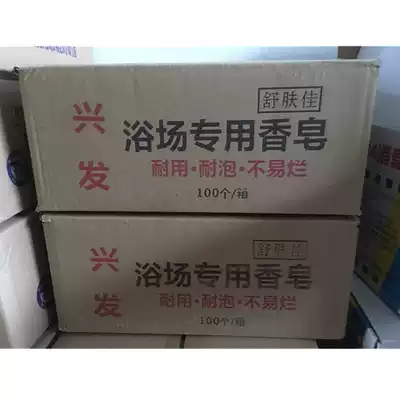 舒肤佳
兴发
浴场专用香皂
耐用·耐泡·不易烂
100个/箱
舒肤佳
兴发
浴场专用香皂
耐用·耐泡·不易烂
100个/箱